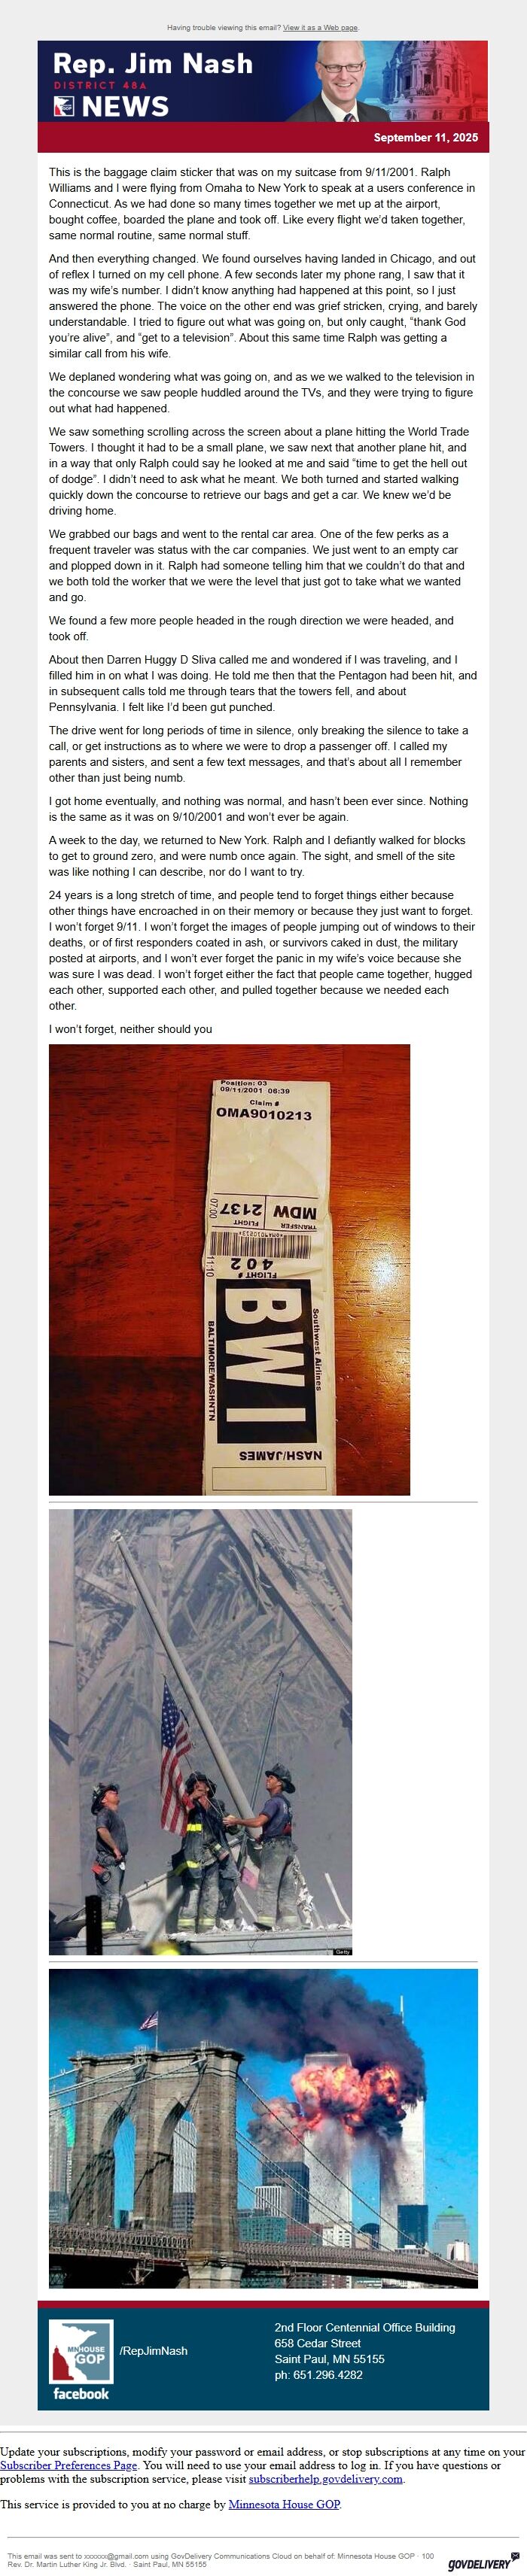 Having trouble viewing this email? View it as a Web page.
Rep. Jim Nash
DISTRICT 48A
NEWS
September 11, 2025
This is the baggage claim sticker that was on my suitcase from 9/11/2001. Ralph
Williams and I were flying from Omaha to New York to speak at a users conference in
Connecticut. As we had done so many times together we met up at the airport,
bought coffee, boarded the plane and took off. Like every flight we’d taken together,
same normal routine, same normal stuff.
And then everything changed. We found ourselves having landed in Chicago, and out
of reflex I turned on my cell phone. A few seconds later my phone rang, I saw that it
was my wife’s number. I didn’t know anything had happened at this point, so I just
answered the phone. The voice on the other end was grief stricken, crying, and barely
understandable. I tried to figure out what was going on, but only caught, “thank God
you’re alive”, and “get to a television”. About this same time Ralph was getting a
similar call from his wife.
We deplaned wondering what was going on, and as we we walked to the television in
the concourse we saw people huddled around the TVs, and they were trying to figure
out what had happened.
We saw something scrolling across the screen about a plane hitting the World Trade
Towers. I thought it had to be a small plane, we saw next that another plane hit, and
in a way that only Ralph could say he looked at me and said “time to get the hell out
of dodge”. I didn’t need to ask what he meant. We both turned and started walking
quickly down the concourse to retrieve our bags and get a car. We knew we’d be
driving home.
We grabbed our bags and went to the rental car area. One of the few perks as a
frequent traveler was status with the car companies. We just went to an empty car
and plopped down in it. Ralph had someone telling him that we couldn’t do that and
we both told the worker that we were the level that just got to take what we wanted
and go.
We found a few more people headed in the rough direction we were headed, and
took off.
About then Darren Huggy D Sliva called me and wondered if I was traveling, and I
filled him in on what I was doing. He told me then that the Pentagon had been hit, and
in subsequent calls told me through tears that the towers fell, and about
Pennsylvania. I felt like I’d been gut punched.
The drive went for long periods of time in silence, only breaking the silence to take a
call, or get instructions as to where we were to drop a passenger off. I called my
parents and sisters, and sent a few text messages, and that’s about all I remember
other than just being numb.
I got home eventually, and nothing was normal, and hasn’t been ever since. Nothing
is the same as it was on 9/10/2001 and won’t ever be again.
A week to the day, we returned to New York. Ralph and I defiantly walked for blocks
to get to ground zero, and were numb once again. The sight, and smell of the site
was like nothing I can describe, nor do I want to try.
24 years is a long stretch of time, and people tend to forget things either because
other things have encroached in on their memory or because they just want to forget.
I won’t forget 9/11. I won’t forget the images of people jumping out of windows to their
deaths, or of first responders coated in ash, or survivors caked in dust, the military
posted at airports, and I won’t ever forget the panic in my wife’s voice because she
was sure I was dead. I won’t forget either the fact that people came together, hugged
each other, supported each other, and pulled together because we needed each
other.
I won’t forget, neither should you
Position: 03
09/11/2001 06:39
Claim #
OMA9010213
07:00
FLIGHT
2137
TRANSFER
MDW
11:10
FLIGHT#
402
BWI
Southwest Airlines
BALTIMOREWASHNTN
NASH/JAMES
Getty
MNHOUSE
GOP
facebook
/RepJimNash
2nd Floor Centennial Office Building
658 Cedar Street
Saint Paul, MN 55155
ph: 651.296.4282
Update your subscriptions, modify your password or email address, or stop subscriptions at any time on your
Subscriber Preferences Page. You will need to use your email address to log in. If you have questions or
problems with the subscription service, please visit subscriberhelp.govdelivery.com.
This service is provided to you at no charge by Minnesota House GOP.
This email was sent to xxxxxx@gmail.com using GovDelivery Communications Cloud on behalf of: Minnesota House GOP · 100
Rev. Dr. Martin Luther King Jr. Blvd. · Saint Paul, MN 55155
GOVDELIVERY